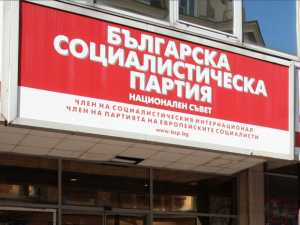 БЪЛГАРСКА
СОЦИАЛИСТИЧЕСКА
ПАРТИЯ
НАЦИОНАЛЕН СЪВЕТ
ЧЛЕН НА СОЦИАЛИСТИЧЕСКИЯ ИНТЕРНАЦИОНАЛ
ЧЛЕН НА ПАРТИЯТА НА ЕВРОПЕЙСКИТЕ СОЦИАЛИСТИ
www.bsp.bg